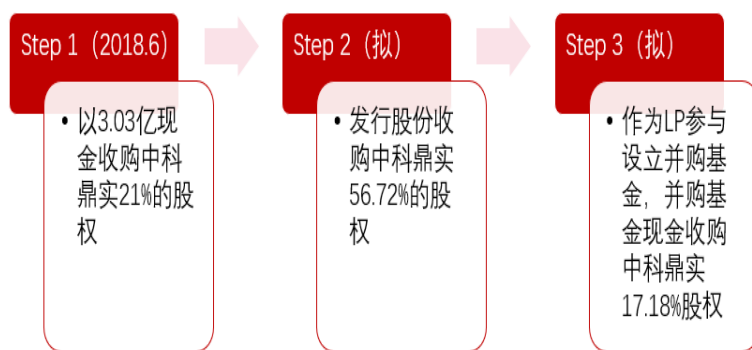 Step 1（2018.6）
• 以3.03亿现
金收购中科
鼎实21%的股
权
Step 2（拟）
• 发行股份收
购中科鼎实
56.72%的股
权
Step 3（拟）
• 作为LP参与
设立并购基
金，并购基
金现金收购
中科鼎实
17.18%股权